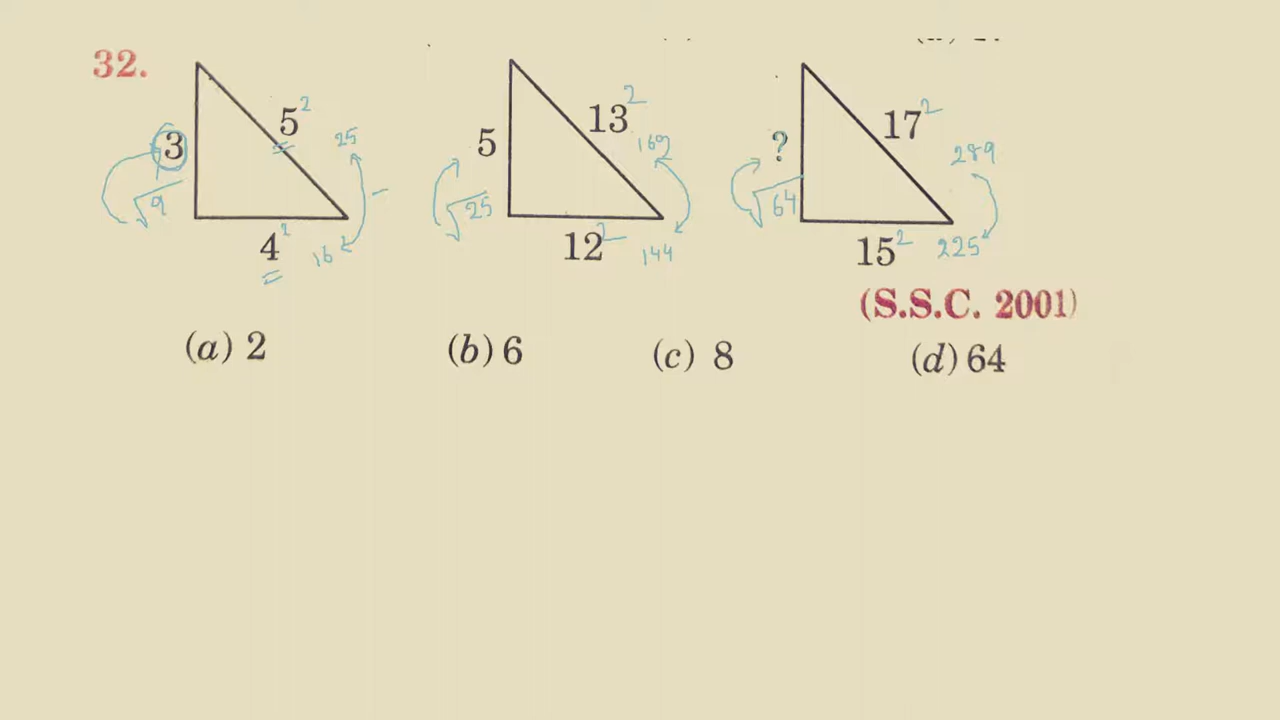 32.
3 5² 25
√9
4² 16
5 13² 169
√25
12² 144
? 17² 289
√64
15² 225
(S.S.C. 2001)
(a) 2 (b) 6 (c) 8 (d) 64